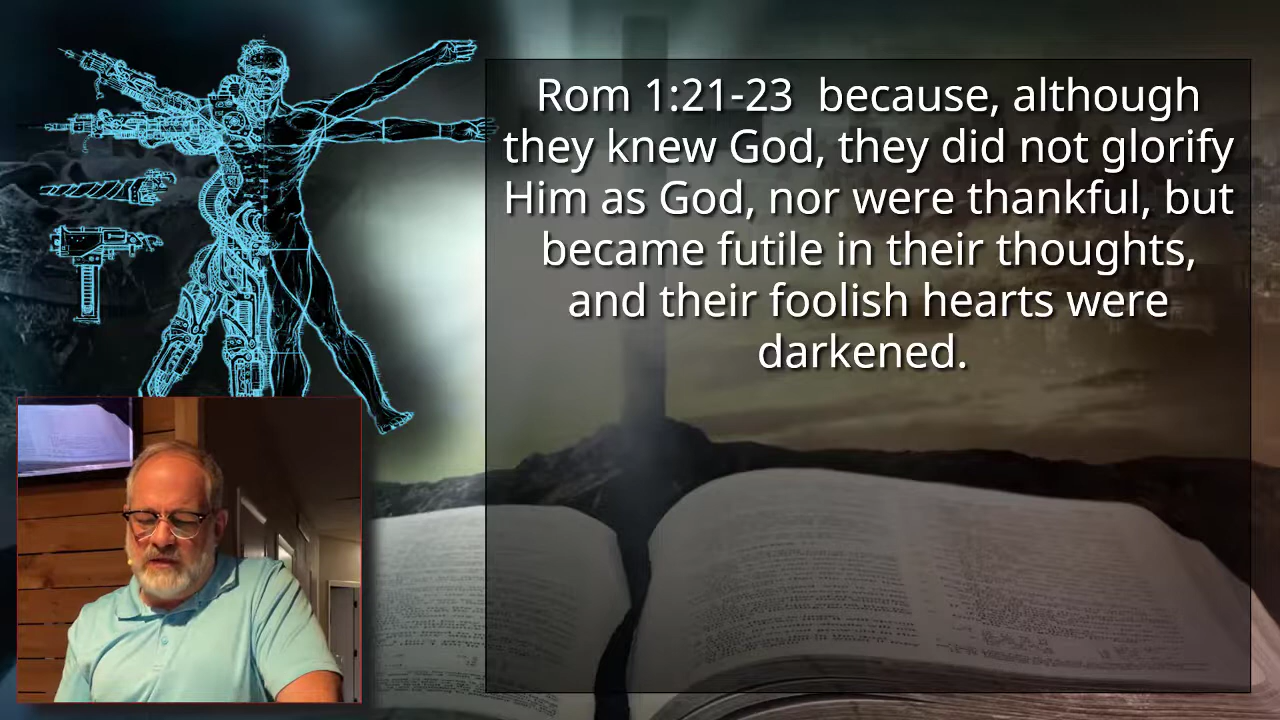 Rom 1:21-23  because, although
they knew God, they did not glorify
Him as God, nor were thankful, but
became futile in their thoughts,
and their foolish hearts were
darkened.